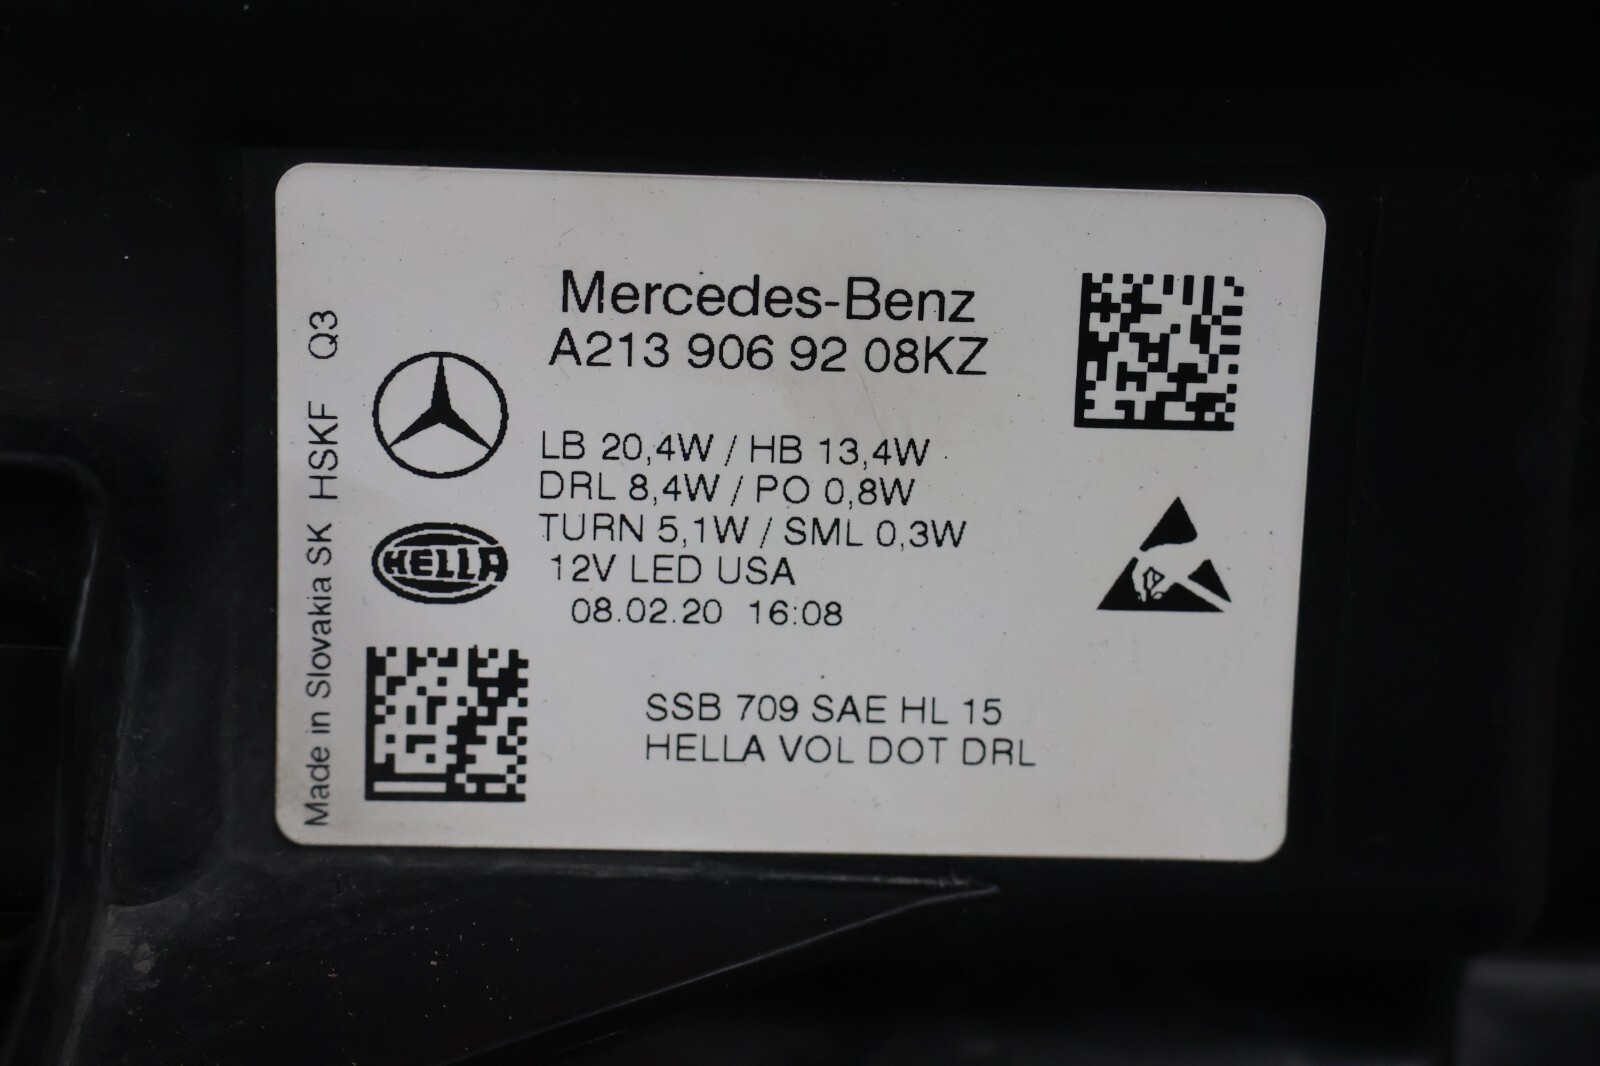 Mercedes-Benz
A213 906 92 08KZ
LB 20,4W / HB 13,4W
DRL 8,4W / PO 0,8W
TURN 5,1W / SML 0,3W
12V LED USA
08.02.20 16:08
SSB 709 SAE HL 15
HELLA VOL DOT DRL
HELLA
Made in Slovakia SK HSKF Q3